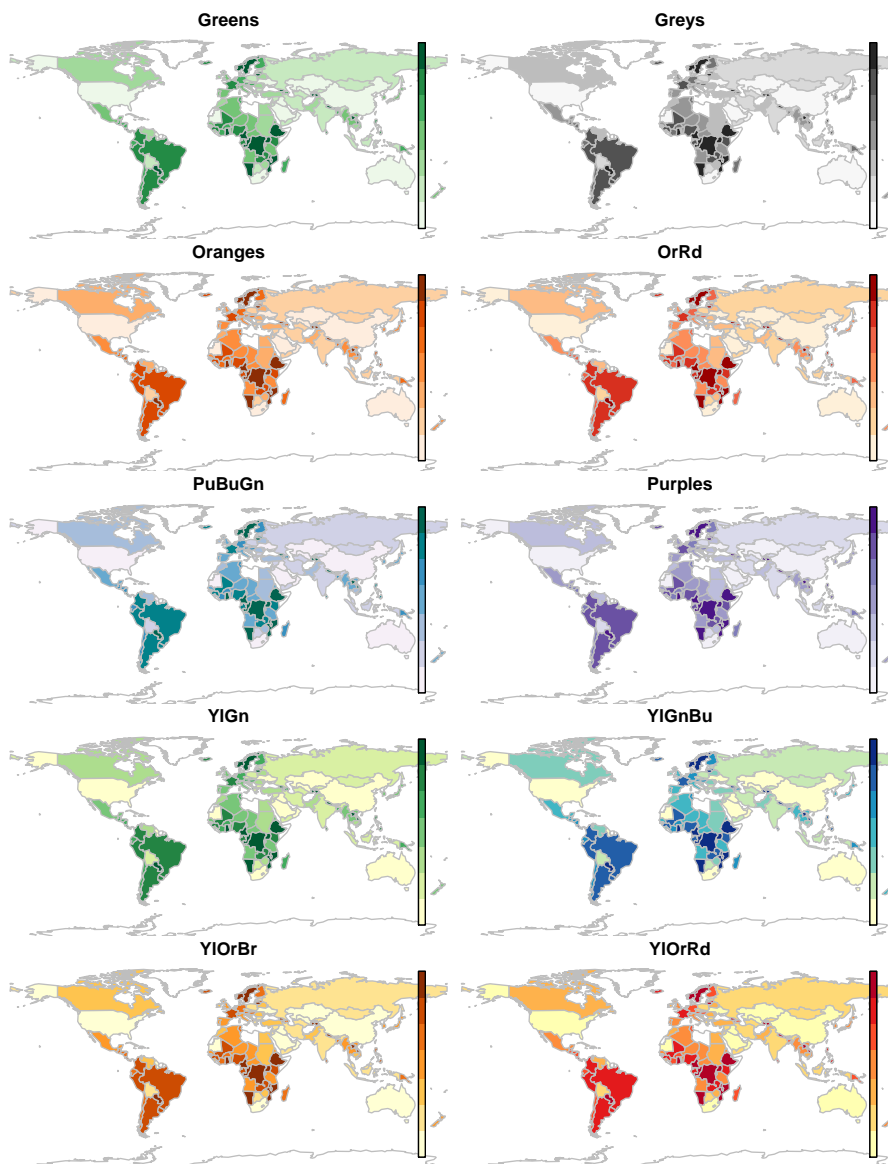 Greens
Greys
Oranges
OrRd
PuBuGn
Purples
YlGn
YlGnBu
YlOrBr
YlOrRd